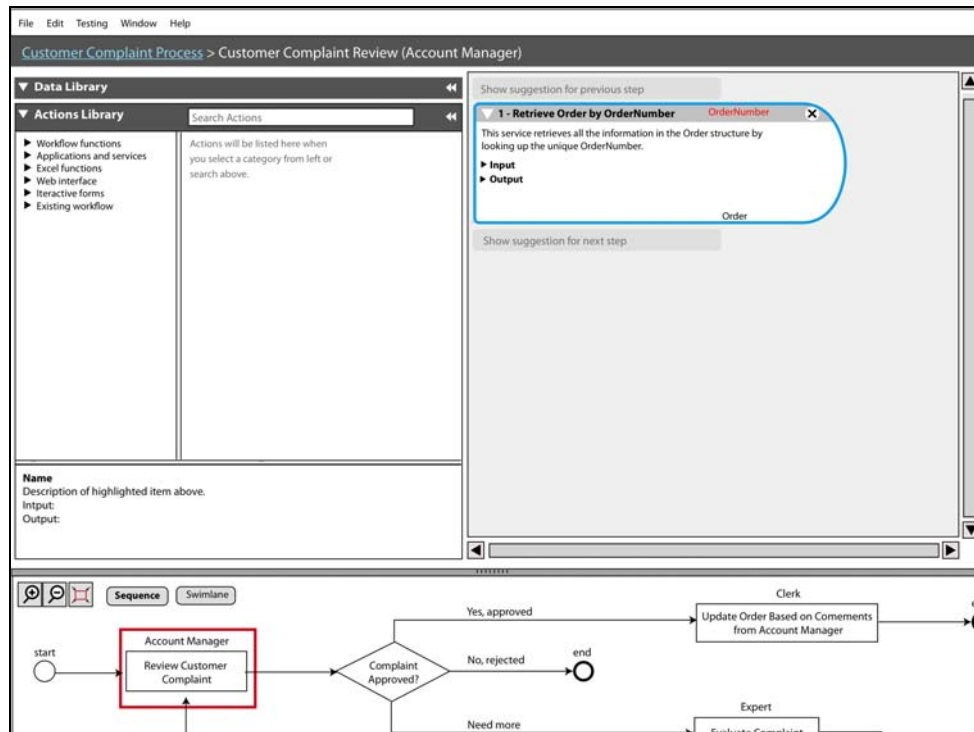 File Edit Testing Window Help
Customer Complaint Process > Customer Complaint Review (Account Manager)
Data Library
Actions Library
Search Actions
Workflow functions
Applications and services
Excel functions
Web interface
Iteractive forms
Existing workflow
Actions will be listed here when
you select a category from left or
search above.
Name
Description of highlighted item above.
Intput:
Output:
Show suggestion for previous step
1 - Retrieve Order by OrderNumber OrderNumber
This service retrieves all the information in the Order structure by
looking up the unique OrderNumber.
Input
Output
Order
Show suggestion for next step
Sequence Swimlane
start
Account Manager
Review Customer
Complaint
Complaint
Approved?
Yes, approved
No, rejected
end
Need more
Clerk
Update Order Based on Comements
from Account Manager
Expert
Evaluate Complaint